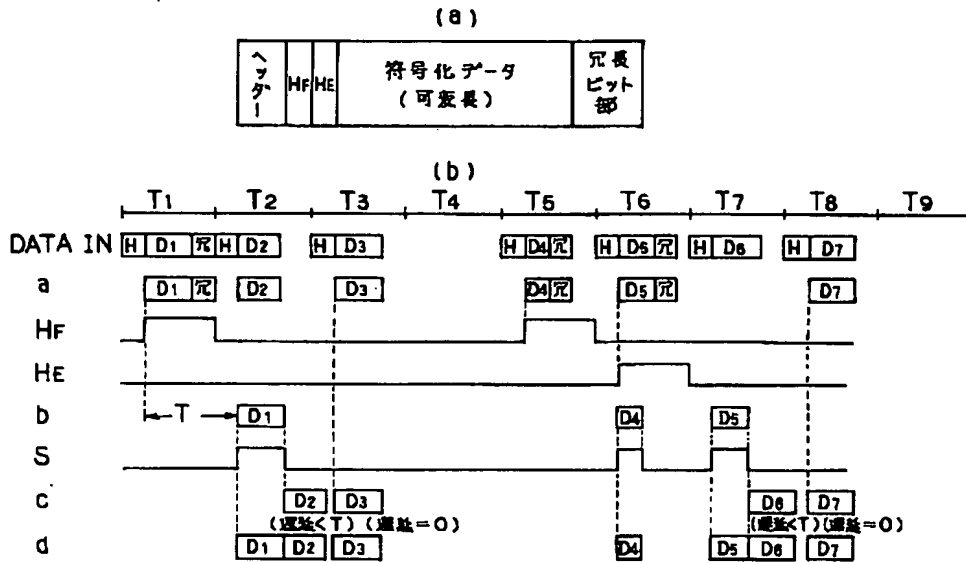 (a)
ヘッダー HF HE 符号化データ (可変長) 冗長ビット部
(b)
T1 T2 T3 T4 T5 T6 T7 T8 T9
DATA IN H D1 冗 H D2 H D3 H D4 冗 H D5 冗 H D6 H D7
a D1 冗 D2 D3 D4 冗 D5 冗 D7
HF
HE
b T D1 D4 D5
S
c D2 D3 D6 D7
(遅延<T) (遅延=0) (遅延<T) (遅延=0)
d D1 D2 D3 D4 D5 D6 D7